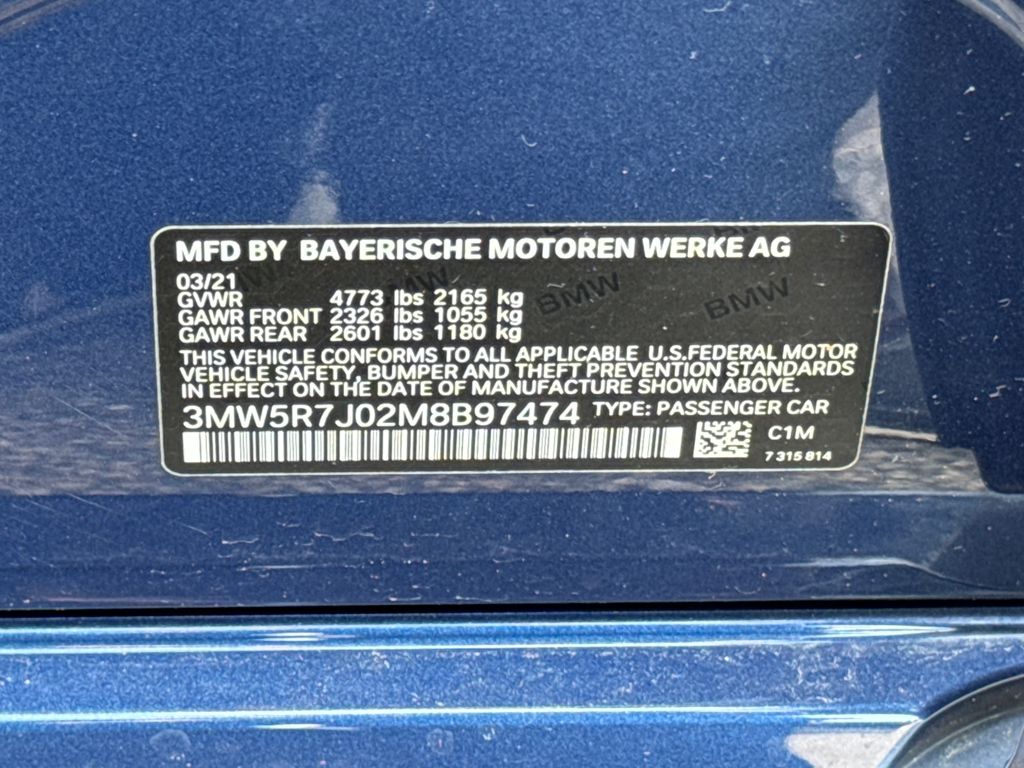 MFD BY BAYERISCHE MOTOREN WERKE AG
03/21
GVWR 4773 lbs 2165 kg
GAWR FRONT 2326 lbs 1055 kg
GAWR REAR 2601 lbs 1180 kg
THIS VEHICLE CONFORMS TO ALL APPLICABLE U.S.FEDERAL MOTOR
VEHICLE SAFETY, BUMPER AND THEFT PREVENTION STANDARDS
IN EFFECT ON THE DATE OF MANUFACTURE SHOWN ABOVE.
3MW5R7J02M8B97474 TYPE: PASSENGER CAR
C1M
7 315 814
BMW
BMW
BMW